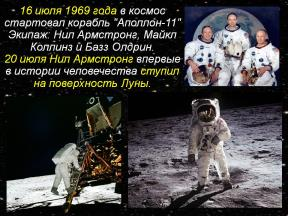 - 16 июля 1969 года в космос
стартовал корабль "Аполлон-11"
Экипаж: Нил Армстронг, Майкл
Коллинз и Базз Олдрин.
20 июля Нил Армстронг впервые
в истории человечества ступил
на поверхность Луны.